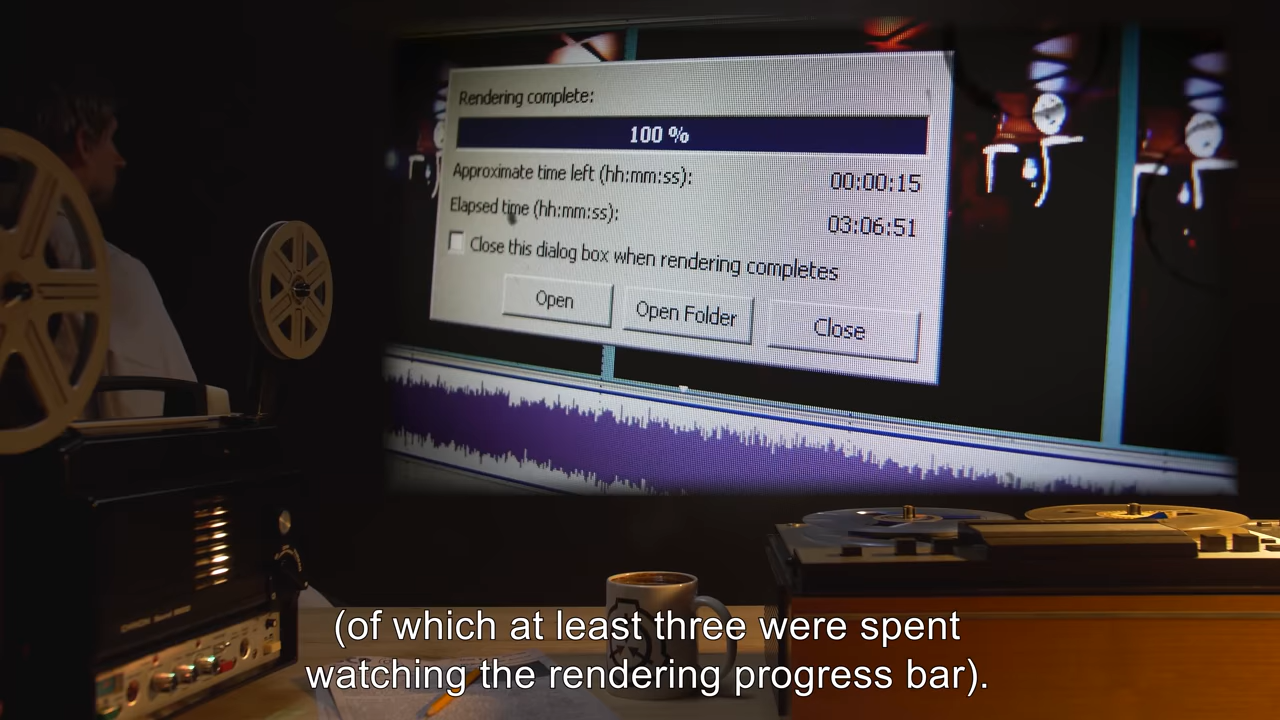 Rendering complete:
100 %
Approximate time left (hh:mm:ss): 00:00:15
Elapsed time (hh:mm:ss): 03:06:51
Close this dialog box when rendering completes
Open Open Folder Close
(of which at least three were spent
watching the rendering progress bar).